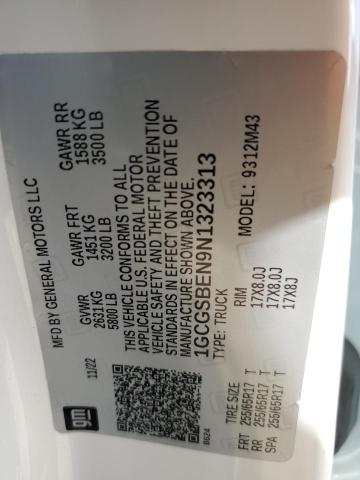 MFD BY GENERAL MOTORS LLC
GVWR
2631 KG
5800 LB
GAWR FRT
1451 KG
3200 LB
GAWR RR
1588 KG
3500 LB
11/22
THIS VEHICLE CONFORMS TO ALL
APPLICABLE U.S. FEDERAL MOTOR
VEHICLE SAFETY AND THEFT PREVENTION
STANDARDS IN EFFECT ON THE DATE OF
MANUFACTURE SHOWN ABOVE.
1GCGSBEN9N1323313
TYPE: TRUCK
MODEL: 9312M43
gm
8624
TIRE SIZE RIM
FRT 255/65R17 T 17X8.0J
RR 255/65R17 T 17X8.0J
SPA 255/65R17 T 17X8J